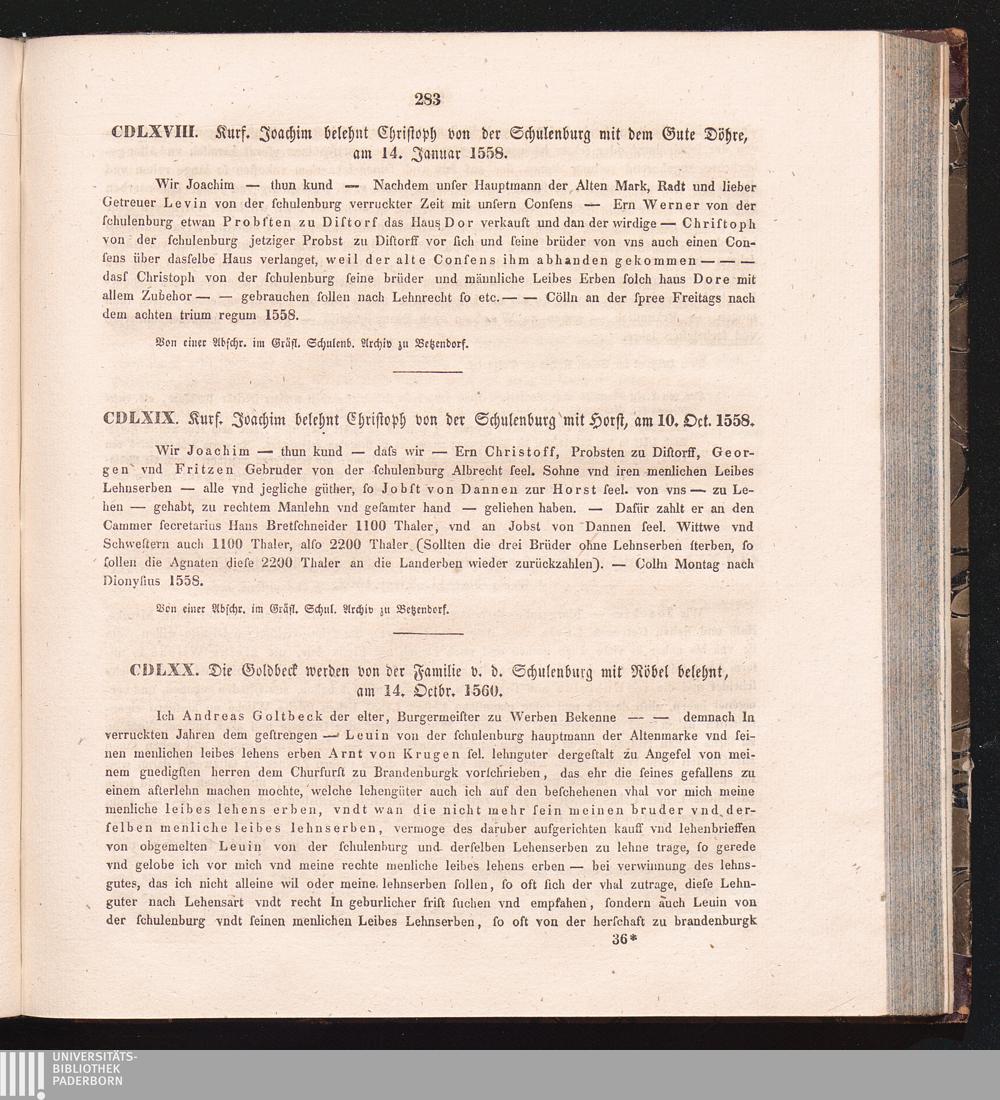 283
CDLXVIII. Kurf. Joachim belehnt Christoph von der Schulenburg mit dem Gute Döhre,
am 14. Januar 1558.
Wir Joachim — thun kund — Nachdem unſer Hauptmann der Alten Mark, Radt und lieber
Getreuer Levin von der ſchulenburg verruckter Zeit mit unſern Conſens — Ern Werner von der
ſchulenburg etwan Probſten zu Diſtorf das Haus Dor verkauft und dan der wirdige — Chriſtoph
von der ſchulenburg jetziger Probst zu Diſtorff vor ſich und ſeine brüder von vns auch einen Con-
ſens über dasſelbe Haus verlanget, weil der alte Conſens ihm abhanden gekommen — — —
dasſ Christoph von der ſchulenburg ſeine brüder und männliche Leibes Erben ſolch haus Dore mit
allem Zubehor — — gebrauchen ſollen nach Lehnrecht ſo etc. — — Cölln an der ſpree Freitags nach
dem achten trium regum 1558.
Von einer Abſchr. im Gräfl. Schulenb. Archiv zu Betzendorf.
CDLXIX. Kurf. Joachim belehnt Christoph von der Schulenburg mit Horst, am 10. Oct. 1558.
Wir Joachim — thun kund — daſs wir — Ern Christoff, Probsten zu Diſtorff, Geor-
gen vnd Fritzen Gebruder von der ſchulenburg Albrecht ſeel. Sohne vnd iren menlichen Leibes
Lehnserben — alle vnd jegliche güther, ſo Jobſt von Dannen zur Horst ſeel. von vns — zu Le-
hen — gehabt, zu rechtem Manlehn vnd geſamter hand — geliehen haben. — Dafür zahlt er an den
Cammer ſecretarius Hans Bretſchneider 1100 Thaler, vnd an Jobst von Dannen ſeel. Wittwe vnd
Schweſtern auch 1100 Thaler, alſo 2200 Thaler (Sollten die drei Brüder ohne Lehnserben ſterben, ſo
ſollen die Agnaten dieſe 2200 Thaler an die Landerben wieder zurückzahlen). — Colln Montag nach
Dionyſius 1558.
Von einer Abſchr. im Gräfl. Schul. Archiv zu Betzendorf.
CDLXX. Die Goldbeck werden von der Familie v. d. Schulenburg mit Röbel belehnt,
am 14. Octbr. 1560.
Ich Andreas Goltbeck der elter, Burgermeiſter zu Werben Bekenne — — demnach In
verruckten Jahren dem geſtrengen — Leuin von der ſchulenburg hauptmann der Altenmarke vnd ſei-
nen menlichen leibes lehens erben Arnt von Krugen ſel. lehnguter dergeſtalt zu Angefel von mei-
nem gnedigſten herren dem Churfurſt zu Brandenburgk vorſchrieben, das ehr die ſeines gefallens zu
einem afterlehn machen mochte, welche lehengüter auch ich auf den beſchehenen vhal vor mich meine
menliche leibes lehens erben, vndt wan die nicht mehr ſein meinen bruder vnd der-
ſelben menliche leibes lehnserben, vermoge des daruber aufgerichten kauff vnd lehenbrieffen
von obgemelten Leuin von der ſchulenburg und derſelben Lehenserben zu lehne trage, ſo gerede
vnd gelobe ich vor mich vnd meine rechte menliche leibes lehens erben — bei verwinnung des lehns-
gutes, das ich nicht alleine wil oder meine lehnserben ſollen, ſo oft ſich der vhal zutrage, dieſe Lehn-
guter nach Lehensart vndt recht In geburlicher friſt ſuchen vnd empfahen, ſondern auch Leuin von
der ſchulenburg vndt ſeinen menlichen Leibes Lehnserben, ſo oft von der herſchaft zu brandenburgk
36*
UNIVERSITÄTS-
BIBLIOTHEK
PADERBORN